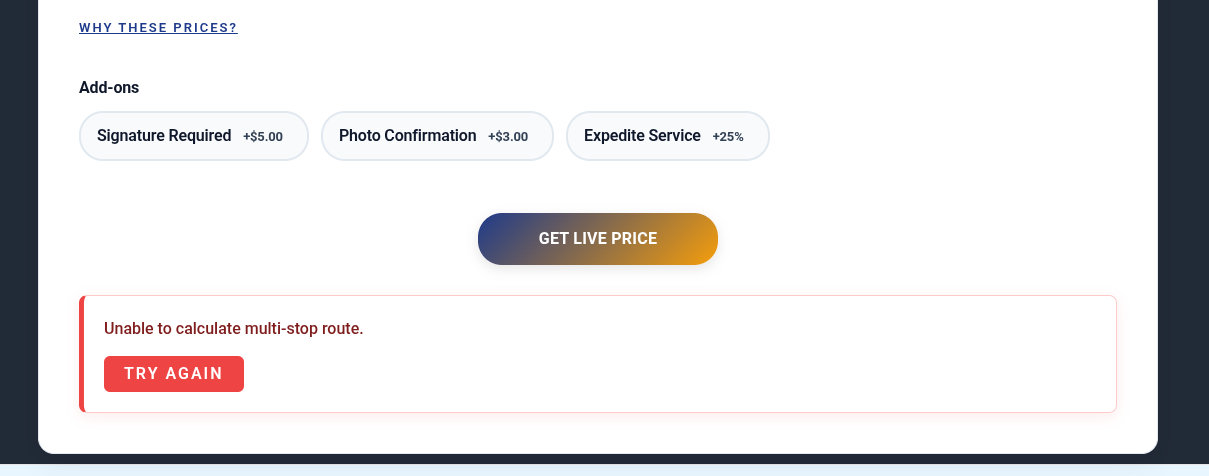 WHY THESE PRICES?
Add-ons
Signature Required +$5.00 Photo Confirmation +$3.00 Expedite Service +25%
GET LIVE PRICE
Unable to calculate multi-stop route.
TRY AGAIN